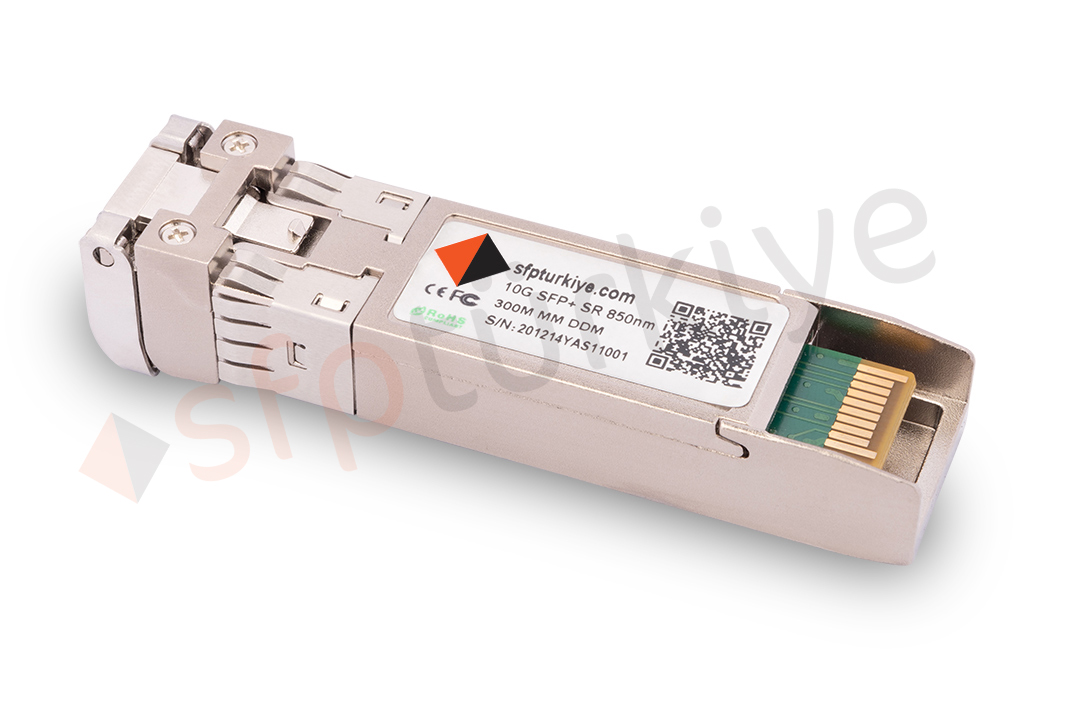 sfpturkiye.com
10G SFP+ SR 850nm
300M MM DDM
S/N: 201214YAS11001
CE FC
RoHS
sfpturkiye